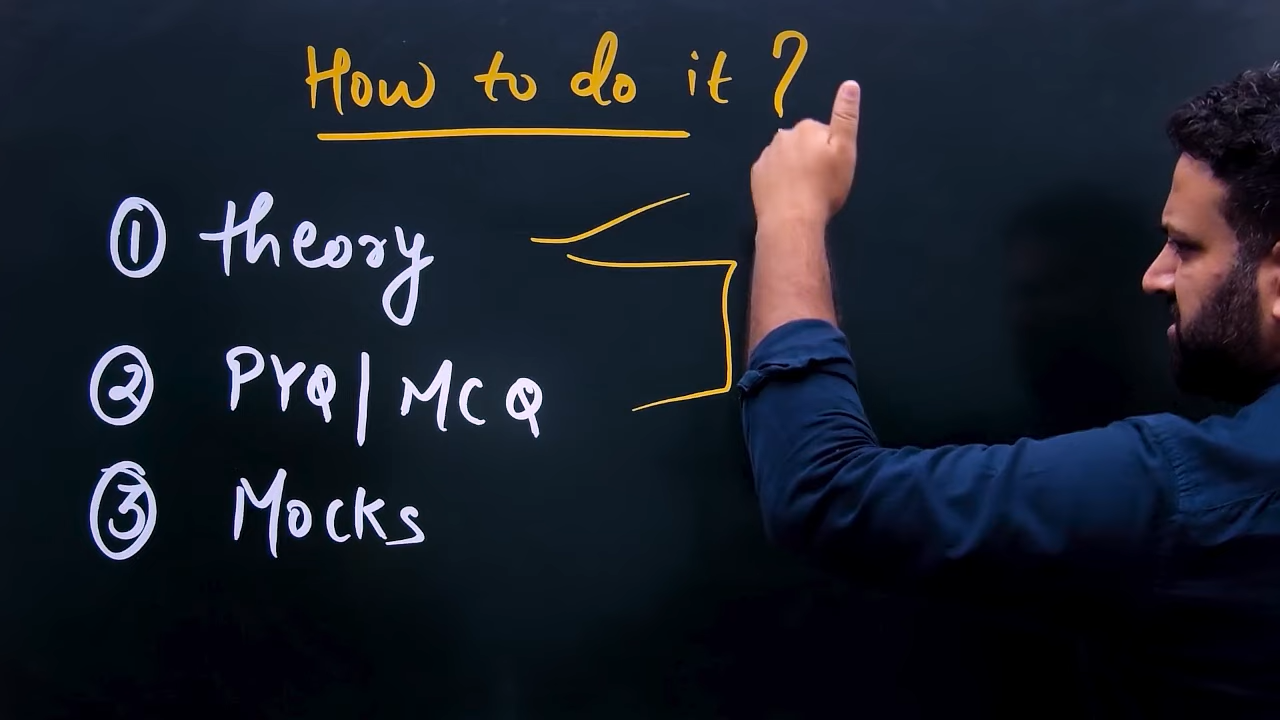 How to do it ?
① theory
② PYQ | MCQ
③ Mocks